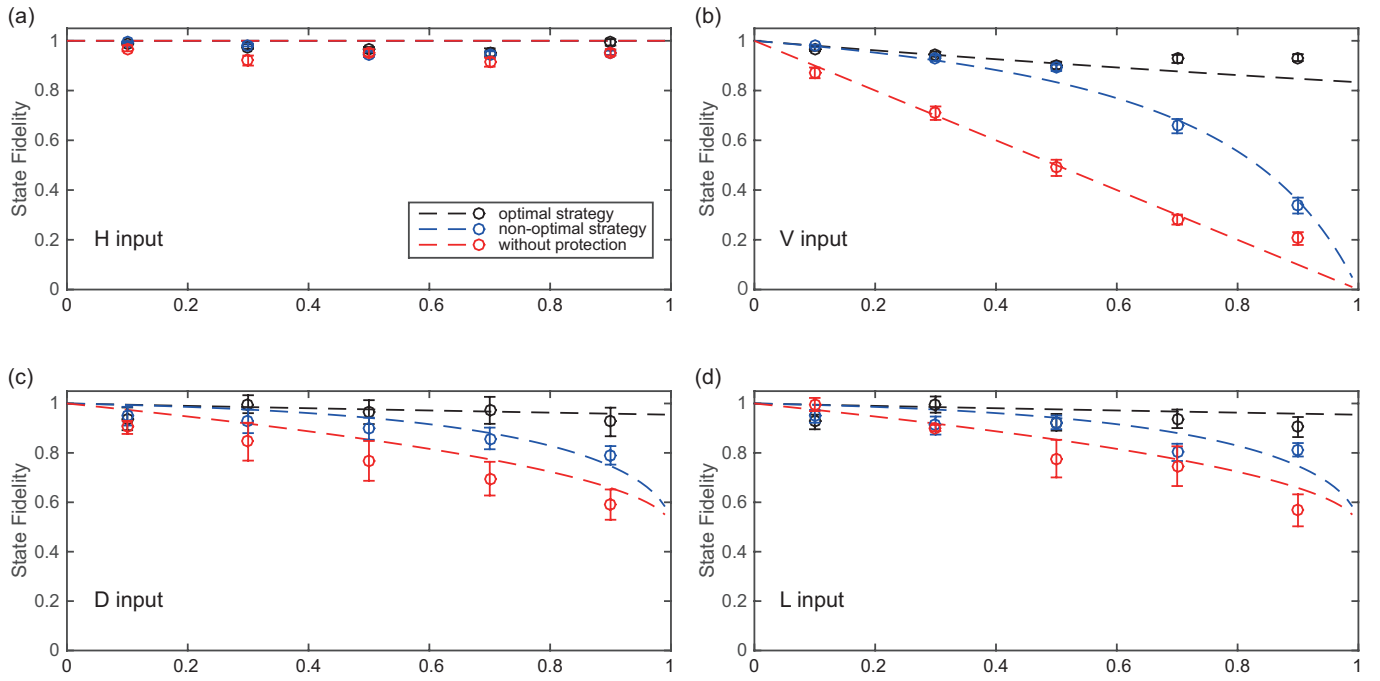 (a)
1
0.8
0.6
0.4
0.2
0
State Fidelity
H input
optimal strategy
non-optimal strategy
without protection
0 0.2 0.4 0.6 0.8 1
(b)
1
0.8
0.6
0.4
0.2
0
State Fidelity
V input
0 0.2 0.4 0.6 0.8 1
(c)
1
0.8
0.6
0.4
0.2
0
State Fidelity
D input
0 0.2 0.4 0.6 0.8 1
(d)
1
0.8
0.6
0.4
0.2
0
State Fidelity
L input
0 0.2 0.4 0.6 0.8 1